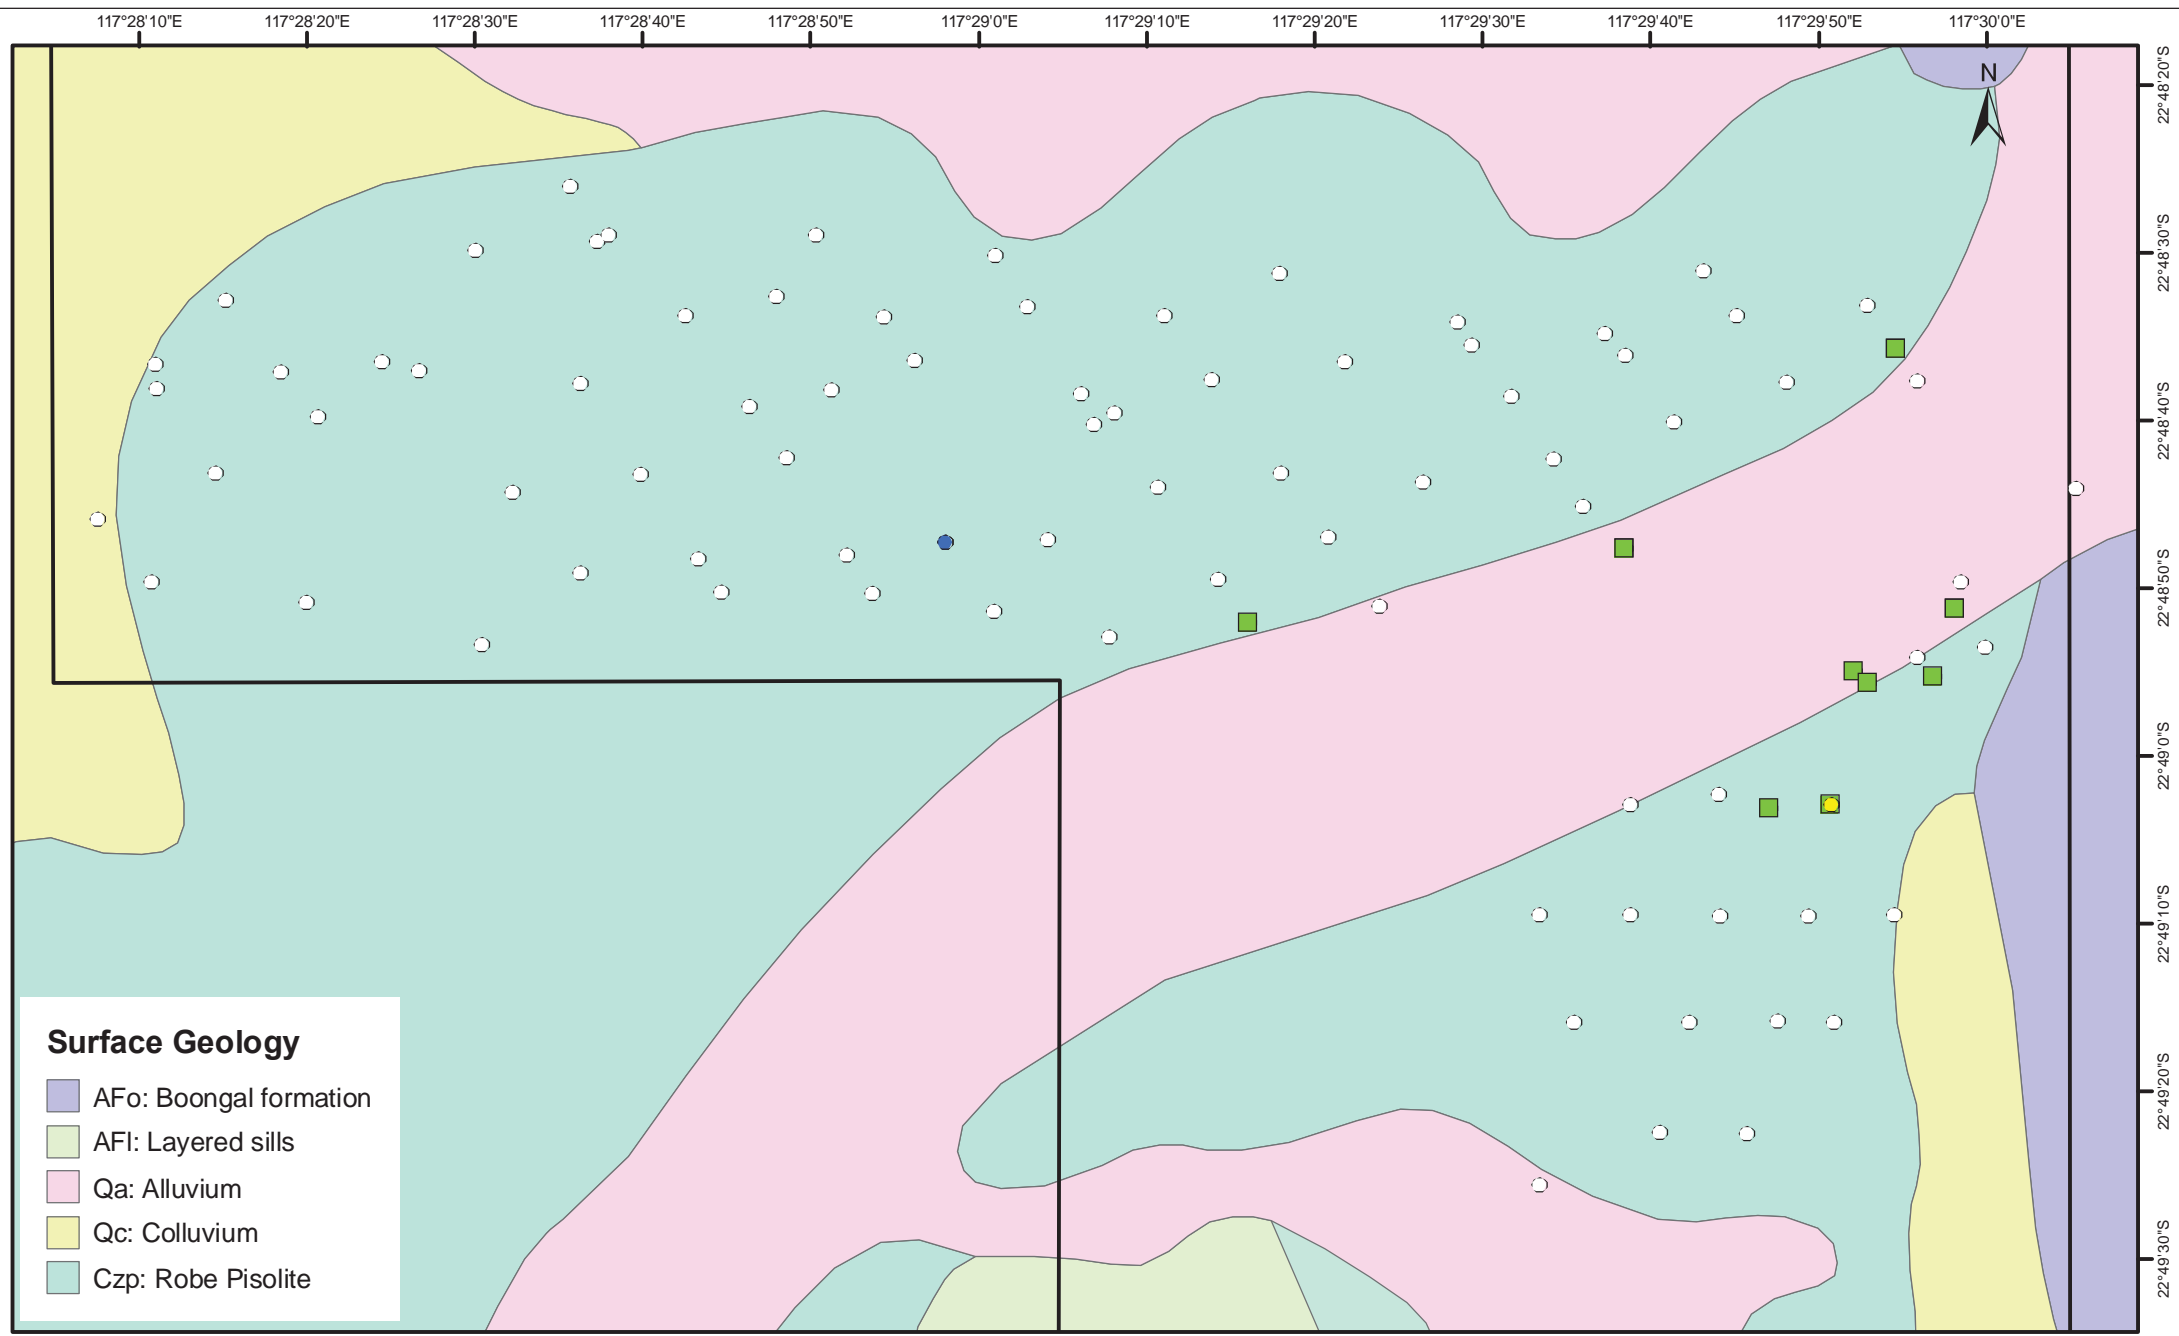 117°28'10"E 117°28'20"E 117°28'30"E 117°28'40"E 117°28'50"E 117°29'0"E 117°29'10"E 117°29'20"E 117°29'30"E 117°29'40"E 117°29'50"E 117°30'0"E
N
22°48'20"S
22°48'30"S
22°48'40"S
22°48'50"S
22°49'0"S
22°49'10"S
22°49'20"S
22°49'30"S
Surface Geology
AFo: Boongal formation
AFl: Layered sills
Qa: Alluvium
Qc: Colluvium
Czp: Robe Pisolite